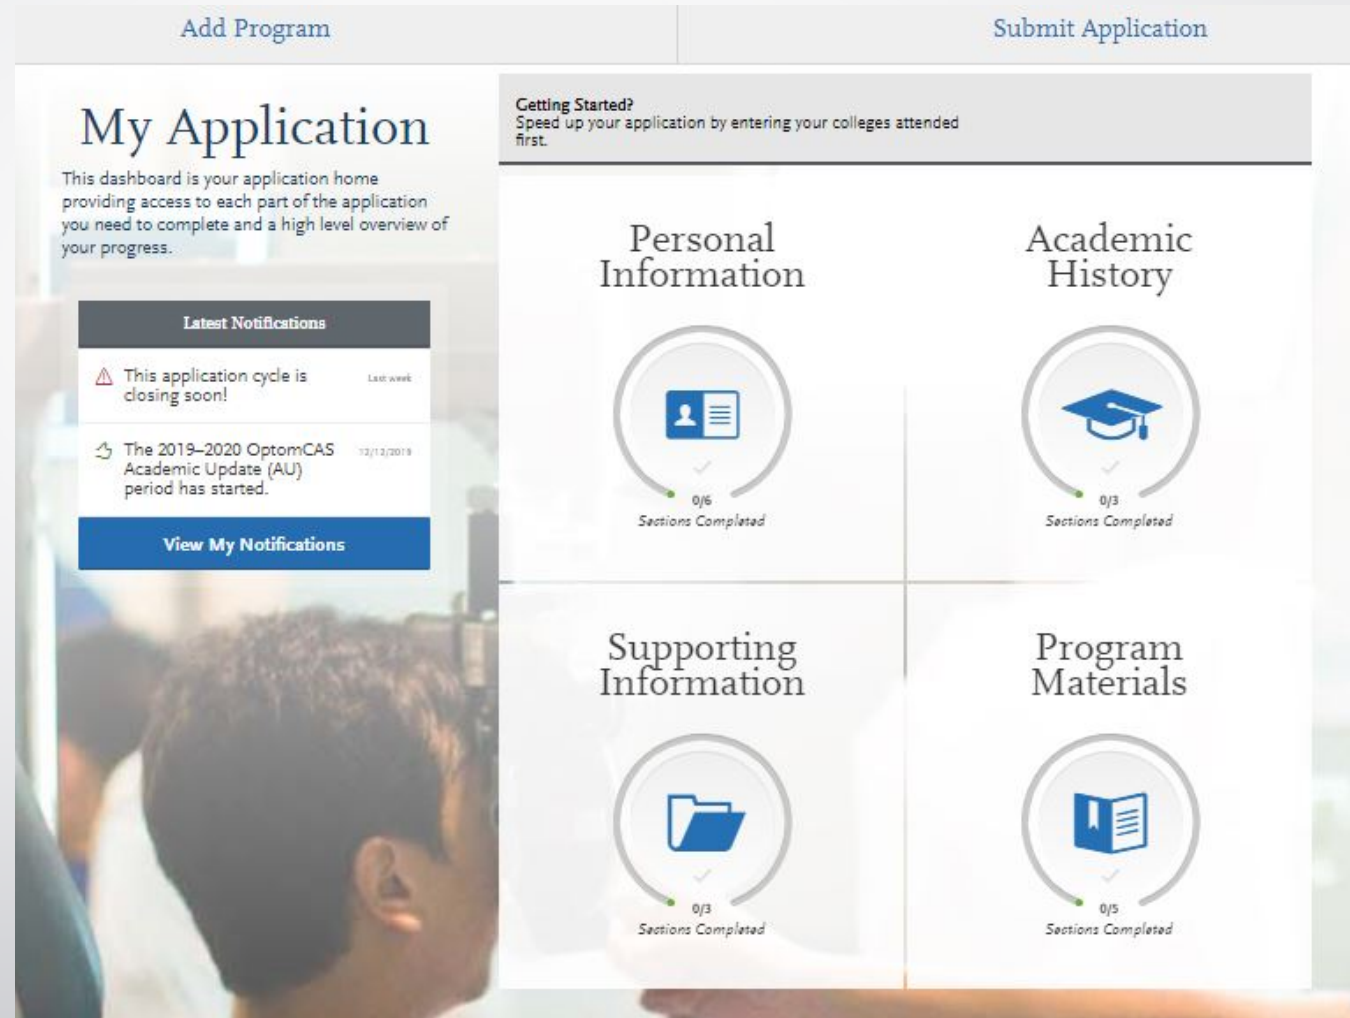 Add Program
Submit Application
My Application
This dashboard is your application home
providing access to each part of the application
you need to complete and a high level overview of
your progress.
Latest Notifications
This application cycle is
closing soon!
Last week
The 2019–2020 OptomCAS
Academic Update (AU)
period has started.
12/12/2019
View My Notifications
Getting Started?
Speed up your application by entering your colleges attended
first.
Personal
Information
0/6
Sections Completed
Academic
History
0/3
Sections Completed
Supporting
Information
0/3
Sections Completed
Program
Materials
0/5
Sections Completed